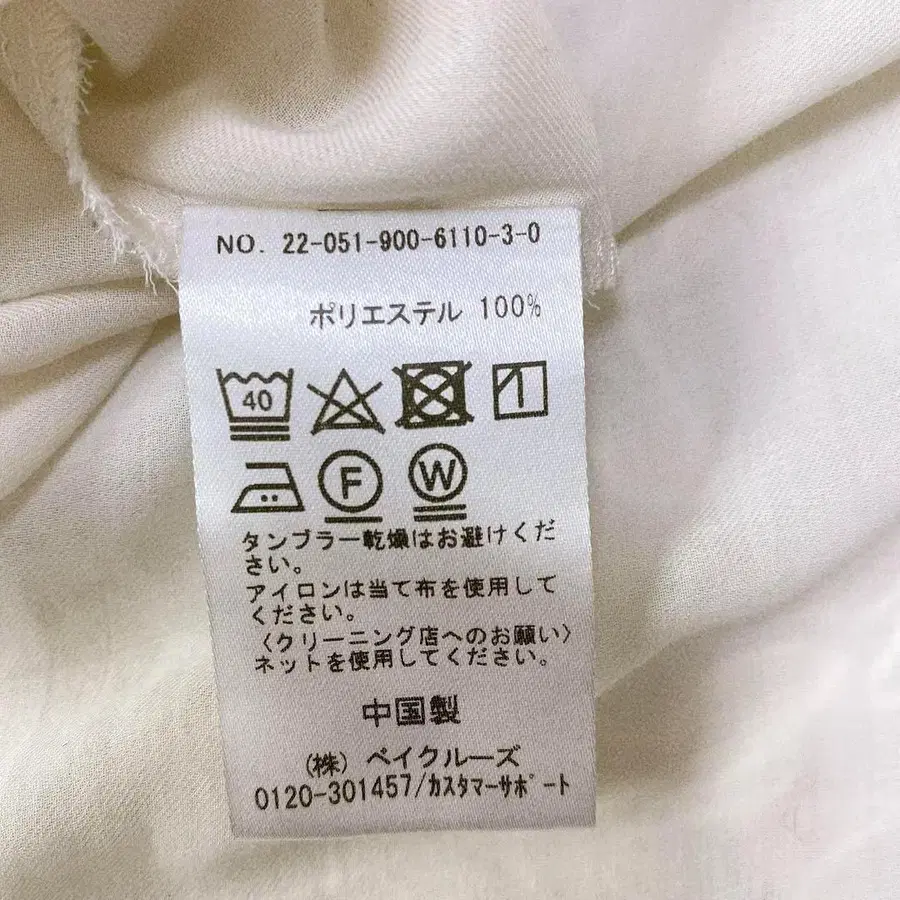 NO. 22-051-900-6110-3-0
ポリエステル 100%
40
F W
タンブラー乾燥はお避けくだ
さい。
アイロンは当て布を使用して
ください。
〈クリーニング店へのお願い〉
ネットを使用してください。
中国製
(株) ベイクルーズ
0120-301457/カスタマーサポート